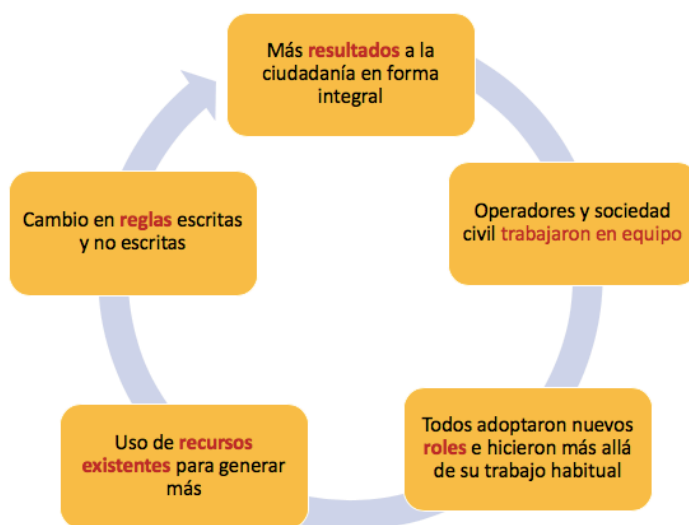 Más resultados a la
ciudadanía en forma
integral
Operadores y sociedad
civil trabajaron en equipo
Todos adoptaron nuevos
roles e hicieron más allá
de su trabajo habitual
Uso de recursos
existentes para generar
más
Cambio en reglas escritas
y no escritas